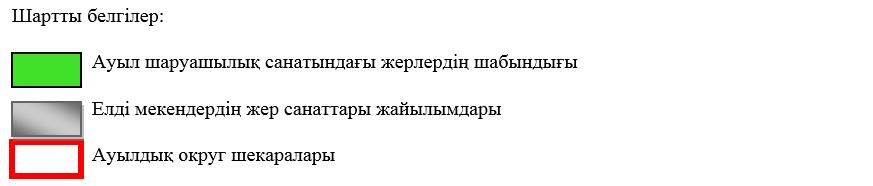 Шартты белгілер:
Ауыл шаруашылық санатындағы жерлердің шабындығы
Елді мекендердің жер санаттары жайылымдары
Ауылдық округ шекаралары